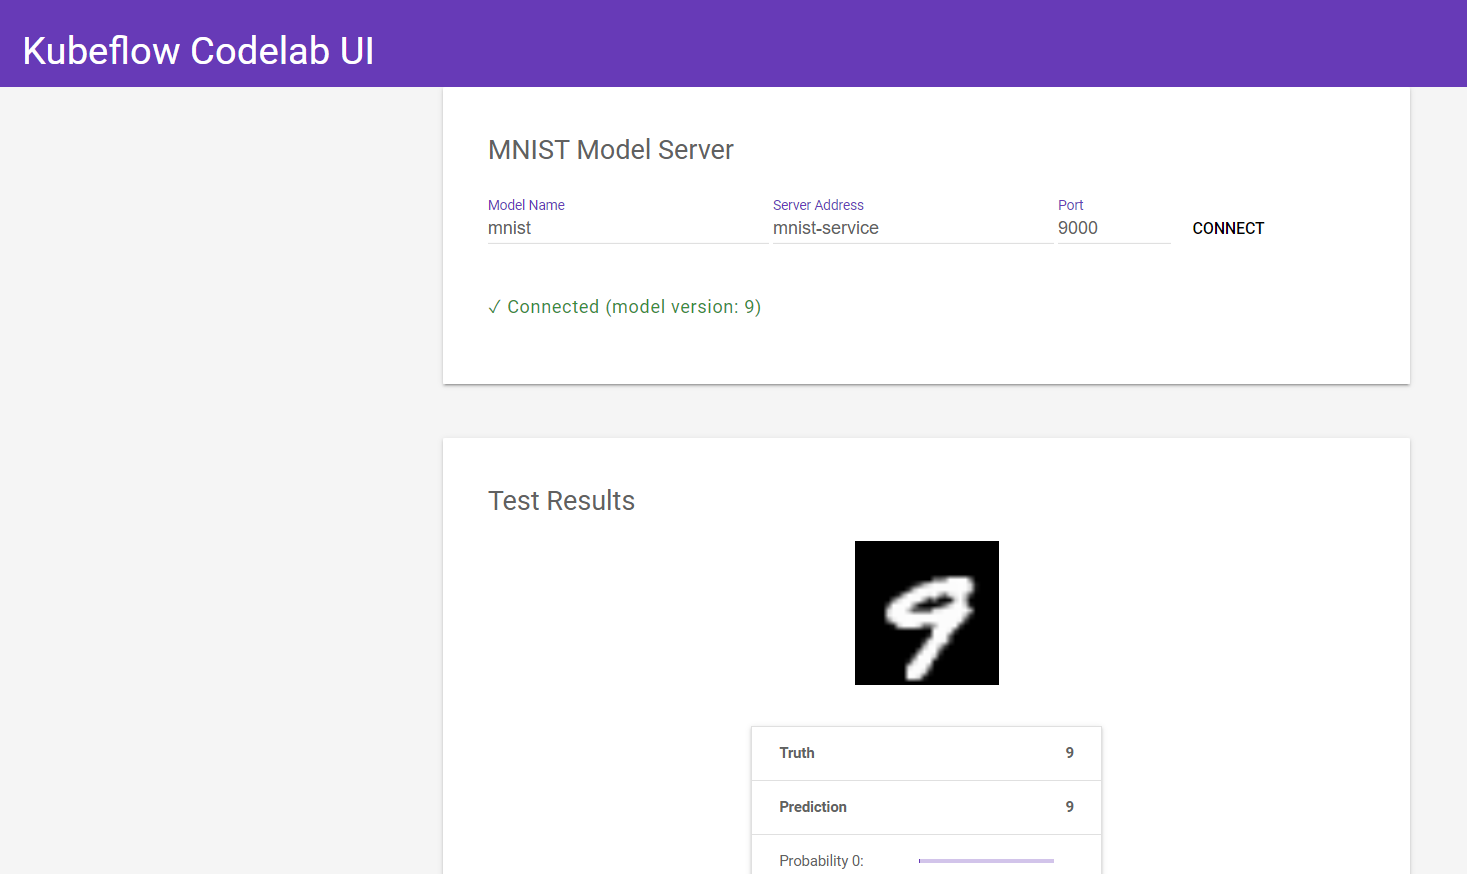 Kubeflow Codelab UI
MNIST Model Server
Model Name Server Address Port
mnist mnist-service 9000 CONNECT
✓ Connected (model version: 9)
Test Results
9
Truth 9
Prediction 9
Probability 0: